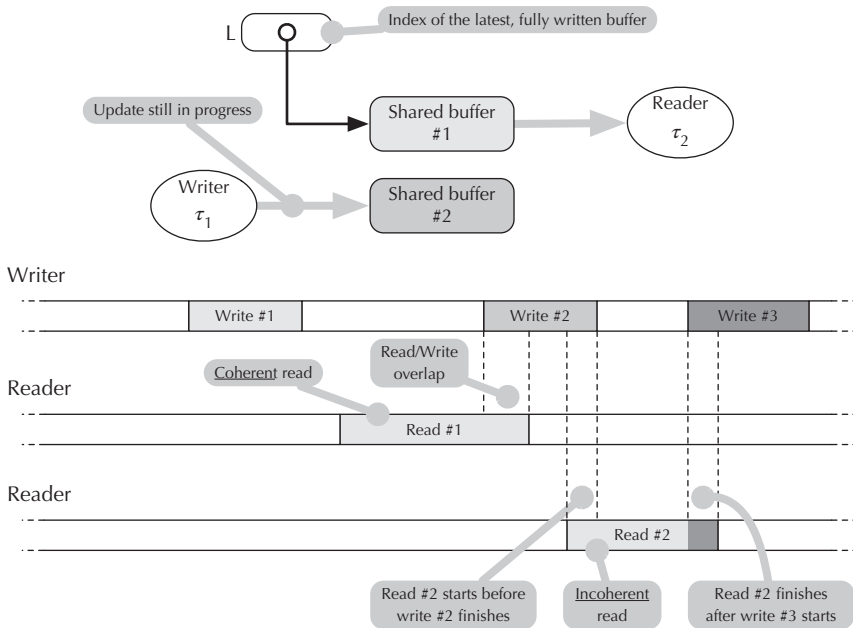 Index of the latest, fully written buffer
L
Update still in progress
Shared buffer
#1
Reader
τ2
Writer
τ1
Shared buffer
#2
Writer
Write #1
Write #2
Write #3
Read/Write
overlap
Coherent read
Reader
Read #1
Reader
Read #2
Read #2 starts before
write #2 finishes
Incoherent
read
Read #2 finishes
after write #3 starts